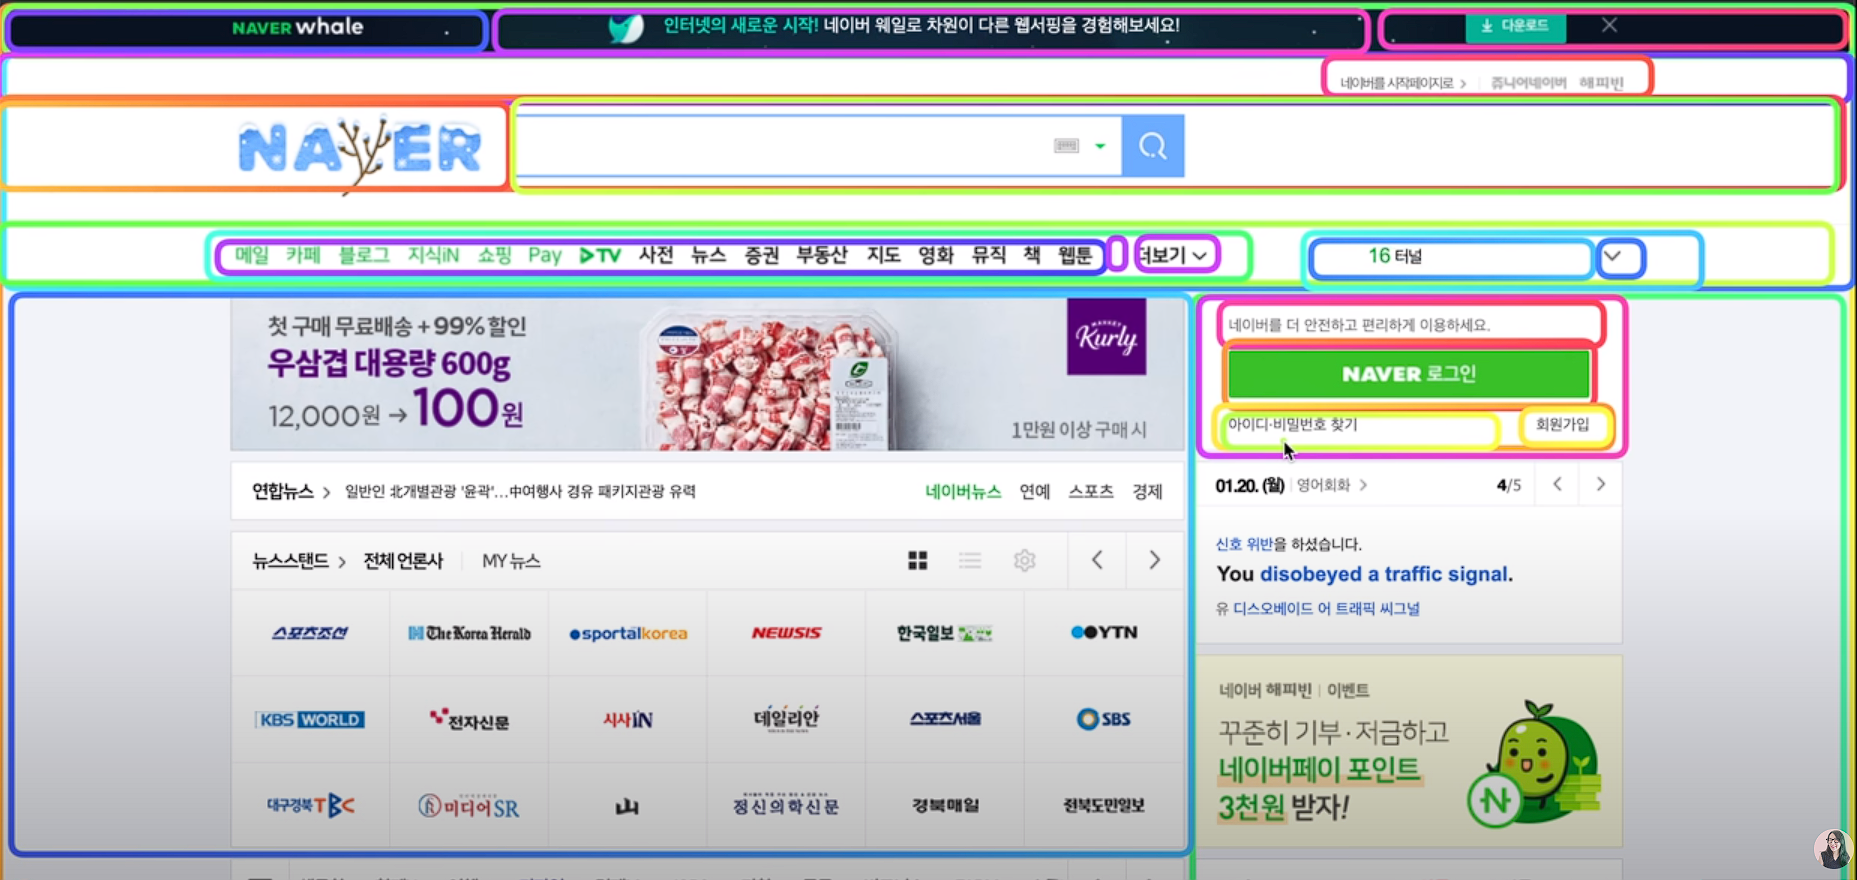 NAVER whale
인터넷의 새로운 시작! 네이버 웨일로 차원이 다른 웹서핑을 경험해보세요!
다운로드
네이버를 시작페이지로 > 쥬니어네이버 해피빈
NAVER
메일 카페 블로그 지식iN 쇼핑 Pay TV 사전 뉴스 증권 부동산 지도 영화 뮤직 책 웹툰 더보기
16 터널
첫 구매 무료배송 + 99% 할인
우삼겹 대용량 600g
12,000원 → 100원
MARKET
Kurly
1만원 이상 구매 시
네이버를 더 안전하고 편리하게 이용하세요.
NAVER 로그인
아이디·비밀번호 찾기 회원가입
연합뉴스 > 일반인 北개별관광 '윤곽'…中여행사 경유 패키지관광 유력
네이버뉴스 연예 스포츠 경제
01.20. (월) 영어회화 > 4/5 < >
신호 위반을 하셨습니다.
You disobeyed a traffic signal.
유 디스오베이드 어 트래픽 씨그널
뉴스스탠드 > 전체 언론사 MY 뉴스
스포츠조선 The Korea Herald sportalkorea NEWSIS 한국일보 YTN
KBS WORLD 전자신문 시사IN 데일리안 스포츠서울 SBS
대구경북TBC 미디어SR 정신의학신문 경북매일 전북도민일보
네이버 해피빈 이벤트
꾸준히 기부·저금하고
네이버페이 포인트
3천원 받자!